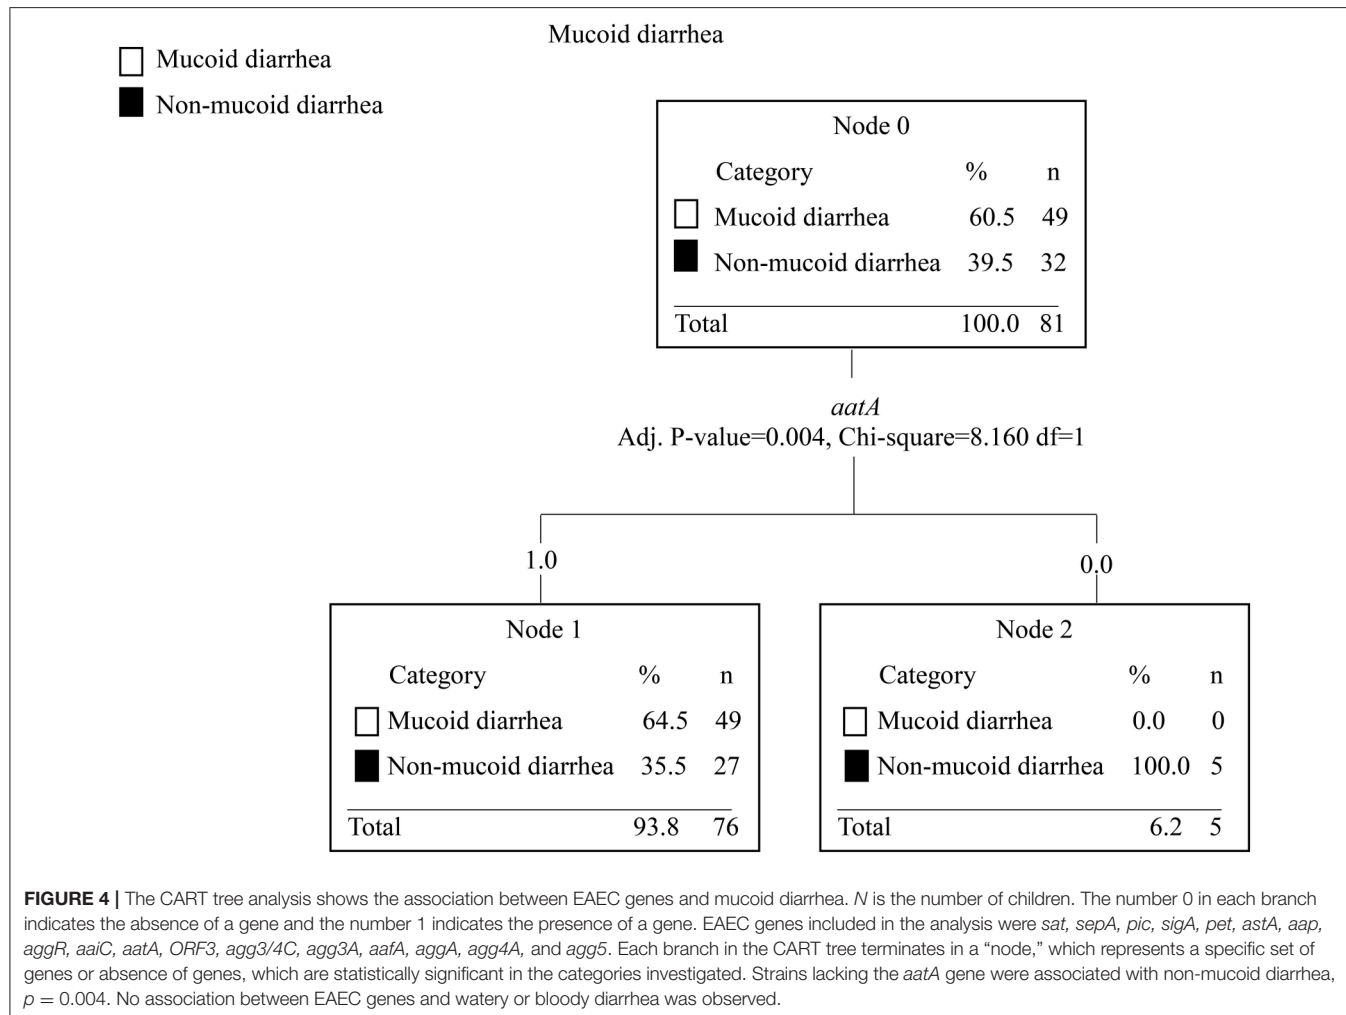 Mucoid diarrhea
Mucoid diarrhea
Non-mucoid diarrhea
Node 0
Category % n
Mucoid diarrhea 60.5 49
Non-mucoid diarrhea 39.5 32
Total 100.0 81
aatA
Adj. P-value=0.004, Chi-square=8.160 df=1
1.0
0.0
Node 1
Category % n
Mucoid diarrhea 64.5 49
Non-mucoid diarrhea 35.5 27
Total 93.8 76
Node 2
Category % n
Mucoid diarrhea 0.0 0
Non-mucoid diarrhea 100.0 5
Total 6.2 5
FIGURE 4 | The CART tree analysis shows the association between EAEC genes and mucoid diarrhea. N is the number of children. The number 0 in each branch
indicates the absence of a gene and the number 1 indicates the presence of a gene. EAEC genes included in the analysis were sat, sepA, pic, sigA, pet, astA, aap,
aggR, aaiC, aatA, ORF3, agg3/4C, agg3A, aafA, aggA, agg4A, and agg5. Each branch in the CART tree terminates in a “node,” which represents a specific set of
genes or absence of genes, which are statistically significant in the categories investigated. Strains lacking the aatA gene were associated with non-mucoid diarrhea,
p = 0.004. No association between EAEC genes and watery or bloody diarrhea was observed.